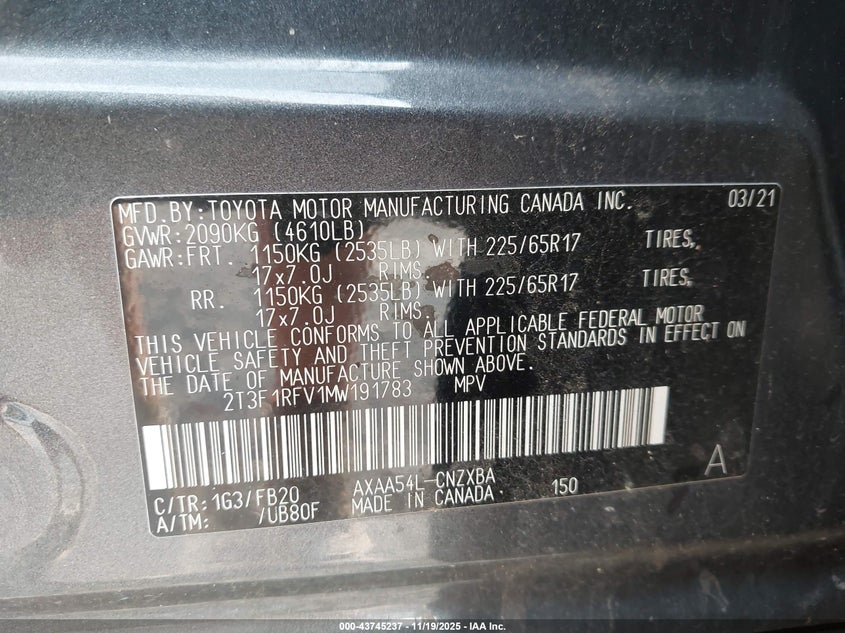 MFD.BY:TOYOTA MOTOR MANUFACTURING CANADA INC. 03/21
GVWR:2090KG (4610LB)
GAWR:FRT. 1150KG (2535LB) WITH 225/65R17 TIRES,
17x7.0J RIMS.
RR. 1150KG (2535LB) WITH 225/65R17 TIRES,
17x7.0J RIMS.
THIS VEHICLE CONFORMS TO ALL APPLICABLE FEDERAL MOTOR
VEHICLE SAFETY AND THEFT PREVENTION STANDARDS IN EFFECT ON
THE DATE OF MANUFACTURE SHOWN ABOVE.
2T3F1RFV1MW191783 MPV
A
C/TR:1G3/FB20 AXAA54L-CNZXBA 150
A/TM: /UB80F MADE IN CANADA
000-43745237 - 11/19/2025 - IAA Inc.